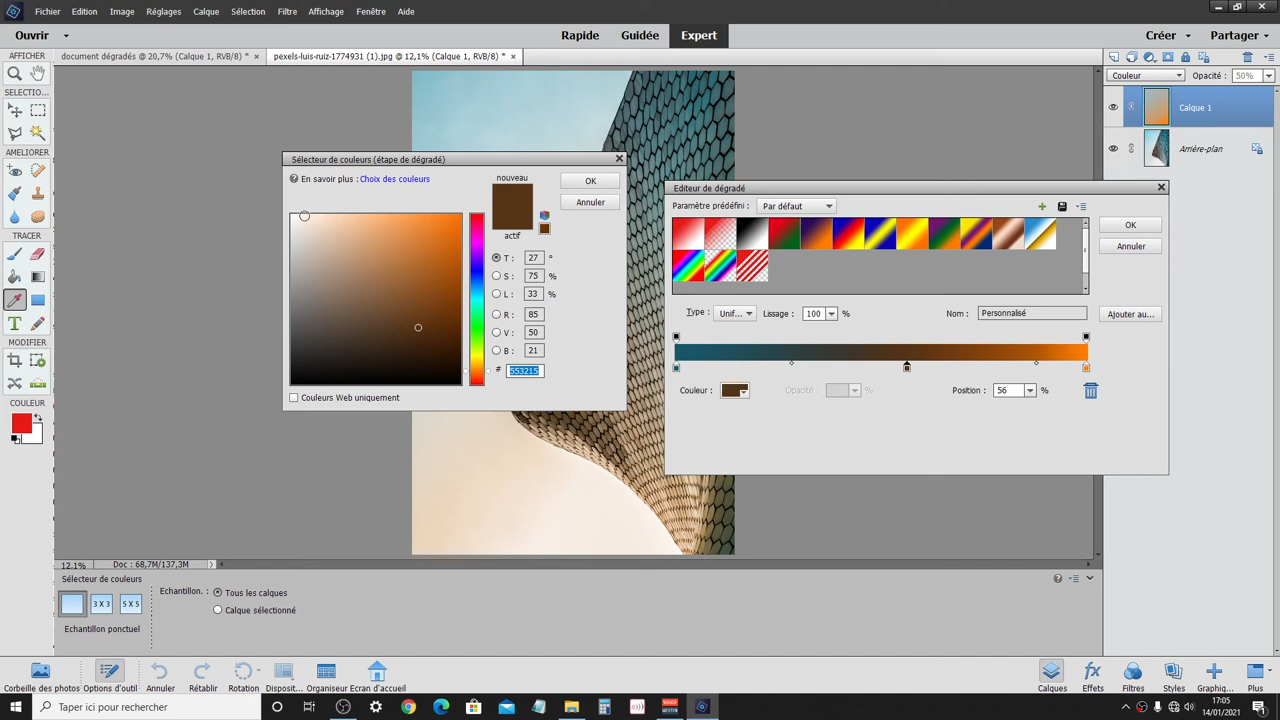 Fichier Edition Image Réglages Calque Sélection Filtre Affichage Fenêtre Aide
Ouvrir Rapide Guidée Expert Créer Partager
AFFICHER
document dégradés @ 20,7% (Calque 1, RVB/8) * × pexels-luis-ruiz-1774931 (1).jpg @ 12,1% (Calque 1, RVB/8) * ×
Couleur Opacité : 50%
SELECTIO...
Calque 1
Arrière-plan
AMELIORER
TRACER
COULEUR
Sélecteur de couleurs (étape de dégradé)
En savoir plus : Choix des couleurs
nouveau
actif
OK
Annuler
T : 27 °
S : 75 %
L : 33 %
R : 85
V : 50
B : 21
# 553215
Couleurs Web uniquement
Editeur de dégradé
Paramètre prédéfini : Par défaut
OK
Annuler
Type : Unif... Lissage : 100 % Nom : Personnalisé Ajouter au...
Couleur : Opacité : % Position : 56 %
12,1% Doc : 68,7M/137,3M
Sélecteur de couleurs
3 X 3 5 X 5
Echantillon ponctuel
Echantillon. : Tous les calques
Calque sélectionné
Corbeille des photos Options d'outil Annuler Rétablir Rotation Disposit... Organiseur Ecran d'accueil Calques Effets Filtres Styles Graphiq... Plus
Taper ici pour rechercher
VOICE
17:05
14/01/2021